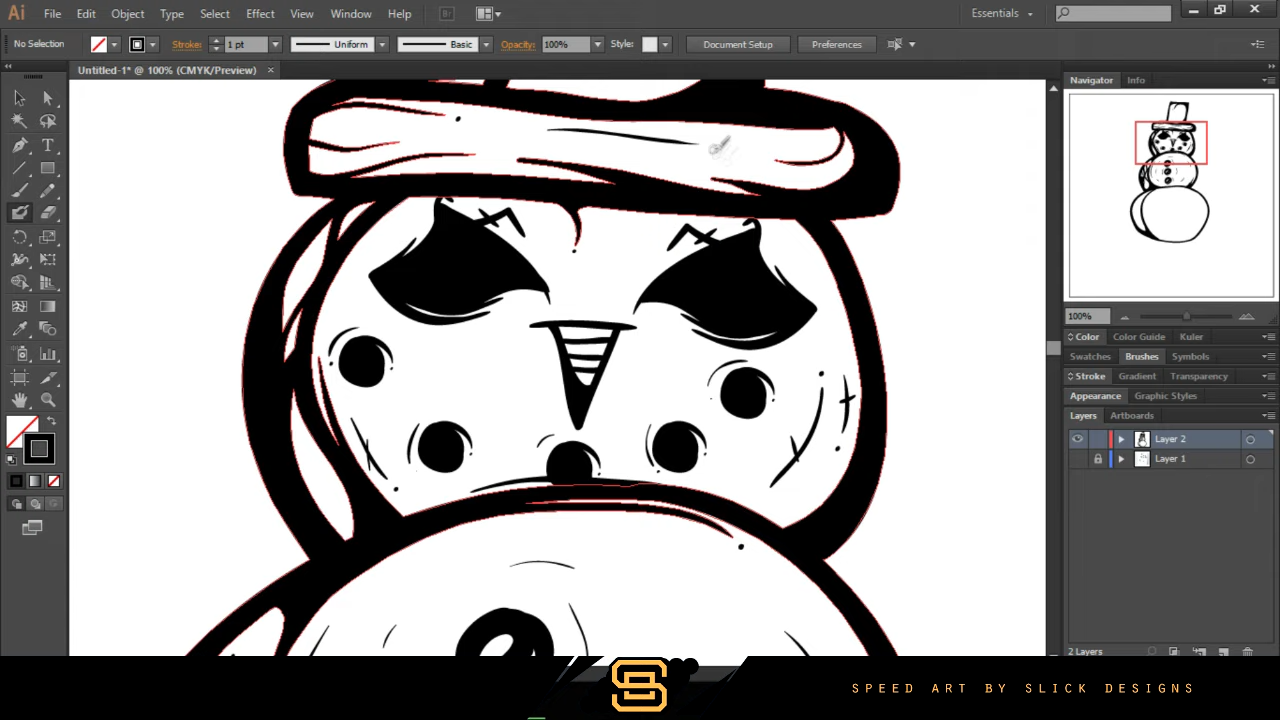 Ai File Edit Object Type Select Effect View Window Help Br Essentials
No Selection Stroke: 1 pt Uniform Basic Opacity: 100% Style: Document Setup Preferences
Untitled-1* @ 100% (CMYK/Preview) ×
Navigator Info
100%
Color Color Guide Kuler
Swatches Brushes Symbols
Stroke Gradient Transparency
Appearance Graphic Styles
Layers Artboards
Layer 2
Layer 1
2 Layers
SPEED ART BY SLICK DESIGNS